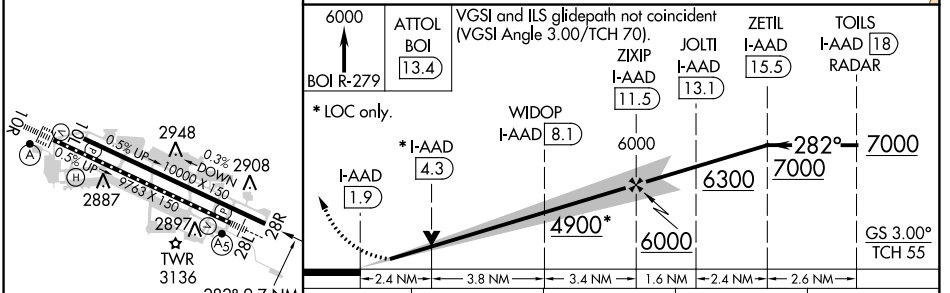 6000
BOI R-279
ATTOL
BOI
13.4
VGSI and ILS glidepath not coincident
(VGSI Angle 3.00/TCH 70).
ZIXIP
I-AAD
11.5
JOLTI
I-AAD
13.1
ZETIL
I-AAD
15.5
TOILS
I-AAD 18
RADAR
* LOC only.
WIDOP
I-AAD 8.1
* I-AAD
4.3
I-AAD
1.9
6000
282°
7000
7000
6300
4900*
6000
GS 3.00°
TCH 55
2.4 NM
3.8 NM
3.4 NM
1.6 NM
2.4 NM
2.6 NM
10R
10L
A
V
P
2948
0.5% UP
10000 X 150
0.3%
DOWN
2908
0.5% UP
9763 X 150
H
2887
2897
P
V
A5
28L
28R
TWR
3136
282° 9.7 NM